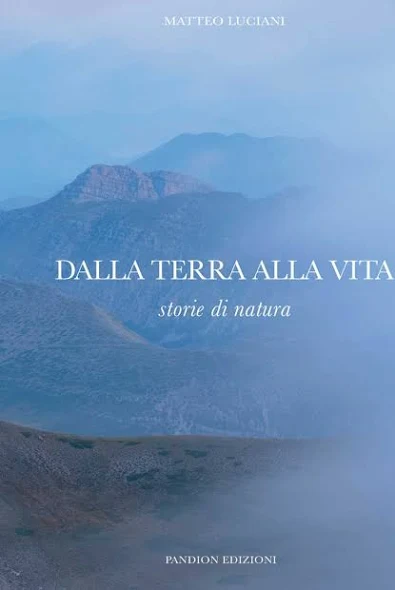 MATTEO LUCIANI
DALLA TERRA ALLA VITA
storie di natura
PANDION EDIZIONI